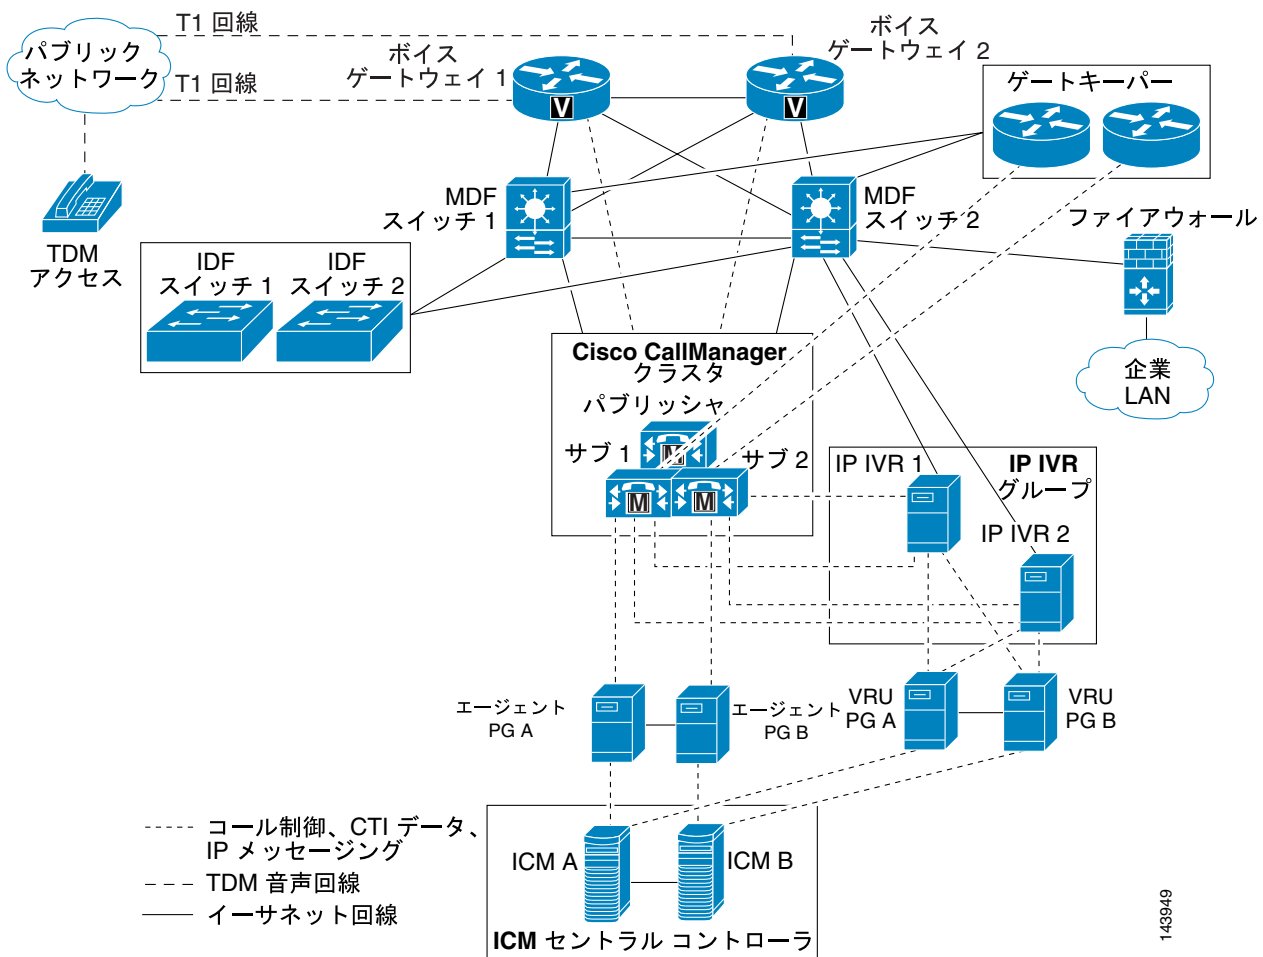 T1 回線
パブリック
ネットワーク
T1 回線
ボイス
ゲートウェイ 1
ボイス
ゲートウェイ 2
V
V
ゲートキーパー
TDM
アクセス
MDF
スイッチ 1
MDF
スイッチ 2
ファイアウォール
IDF
スイッチ 1
IDF
スイッチ 2
企業
LAN
Cisco CallManager
クラスタ
パブリッシャ
サブ 1
サブ 2
M
M
M
IP IVR 1
IP IVR
グループ
IP IVR 2
エージェント
PG A
エージェント
PG B
VRU
PG A
VRU
PG B
コール制御、CTI データ、
IP メッセージング
TDM 音声回線
イーサネット回線
ICM A
ICM B
ICM セントラル コントローラ
143949